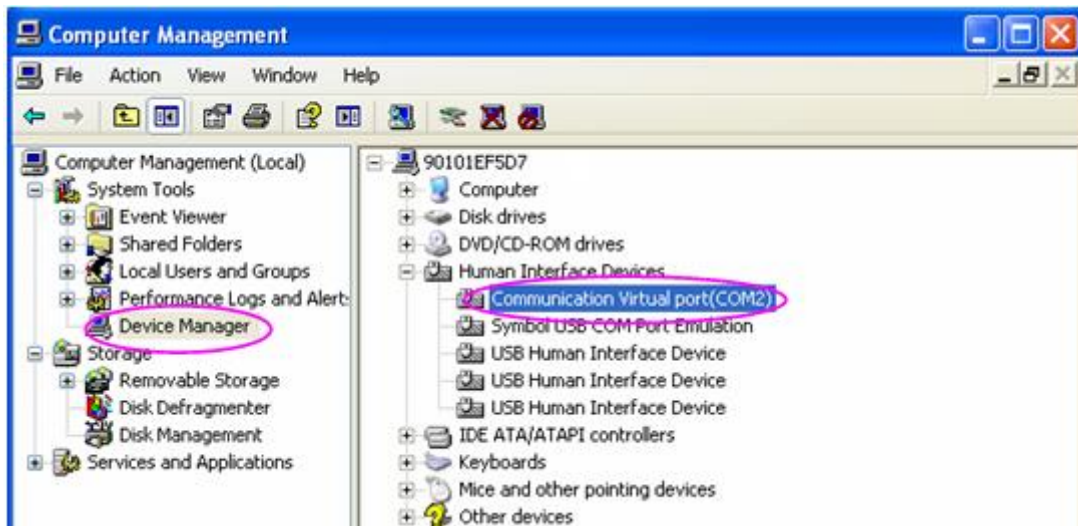 Computer Management
File Action View Window Help
Computer Management (Local)
System Tools
Event Viewer
Shared Folders
Local Users and Groups
Performance Logs and Alert:
Device Manager
Storage
Removable Storage
Disk Defragmenter
Disk Management
Services and Applications
90101EF5D7
Computer
Disk drives
DVD/CD-ROM drives
Human Interface Devices
Communication Virtual port(COM2)
Symbol USB COM Port Emulation
USB Human Interface Device
USB Human Interface Device
USB Human Interface Device
IDE ATA/ATAPI controllers
Keyboards
Mice and other pointing devices
Other devices